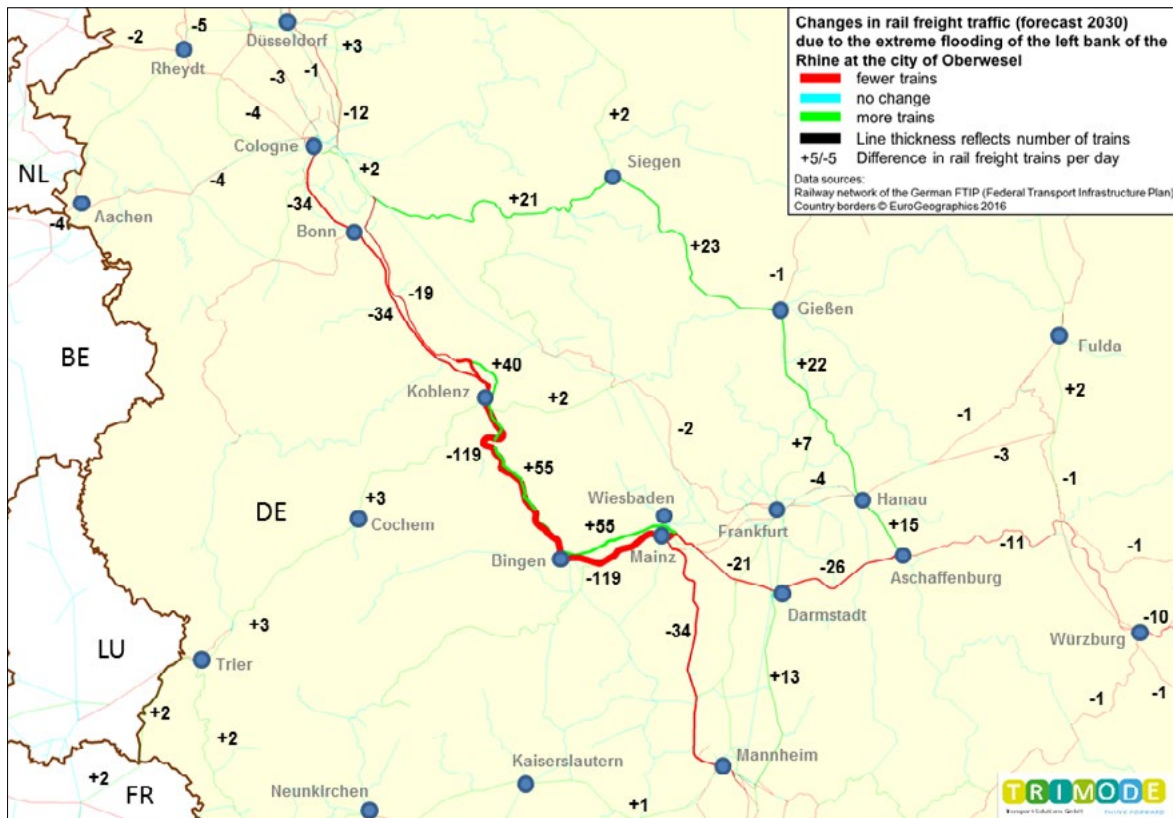 Changes in rail freight traffic (forecast 2030)
due to the extreme flooding of the left bank of the
Rhine at the city of Oberwesel
fewer trains
no change
more trains
Line thickness reflects number of trains
+5/-5 Difference in rail freight trains per day
Data sources:
Railway network of the German FTIP (Federal Transport Infrastructure Plan)
Country borders © EuroGeographics 2016
-2
-5
Düsseldorf
+3
Rheydt
-3
-1
-4
-12
+2
Cologne
Siegen
NL
-4
+2
Aachen
-34
+21
-4
Bonn
+23
-1
-19
Gießen
-34
Fulda
BE
+40
+22
+2
Koblenz
+2
-1
-2
+7
-119
+55
-3
-4
-1
Wiesbaden
Hanau
+3
DE
Cochem
Frankfurt
+55
+15
Mainz
-11
-1
Bingen
-119
-21
-26
Aschaffenburg
Darmstadt
-10
-34
Würzburg
+3
LU
Trier
+13
-1
-1
+2
+2
Mannheim
Kaiserslautern
+2
FR
Neunkirchen
+1
TRIMODE
Transport Solutions GmbH